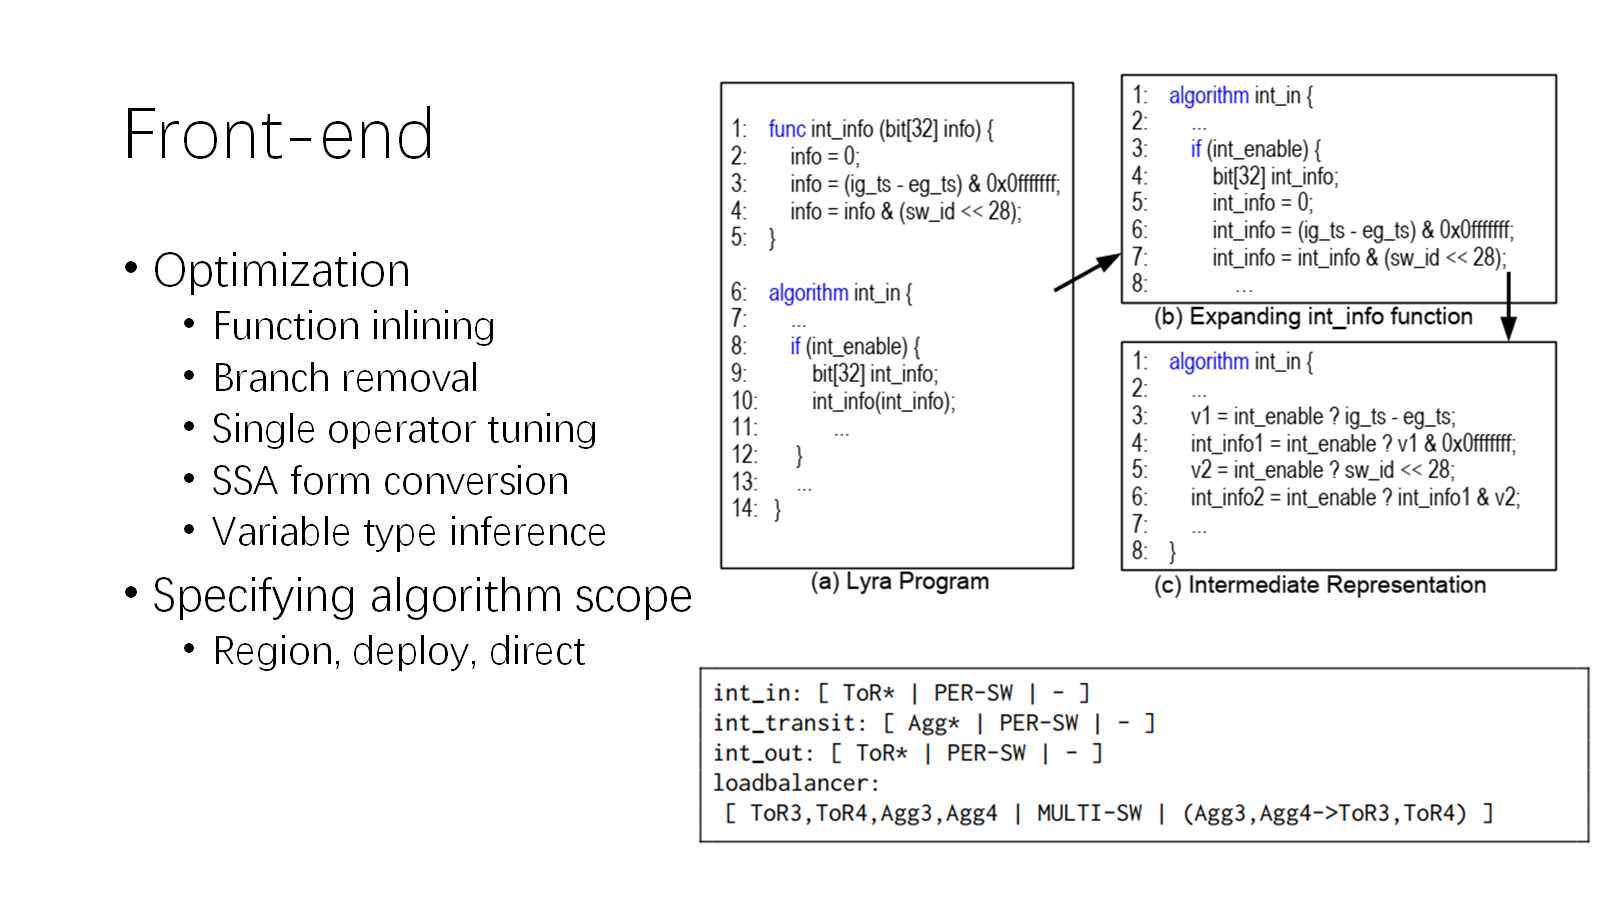 Front-end
• Optimization
• Function inlining
• Branch removal
• Single operator tuning
• SSA form conversion
• Variable type inference
• Specifying algorithm scope
• Region, deploy, direct
1: func int_info (bit[32] info) {
2: info = 0;
3: info = (ig_ts - eg_ts) & 0x0fffffff;
4: info = info & (sw_id << 28);
5: }
6: algorithm int_in {
7: ...
8: if (int_enable) {
9: bit[32] int_info;
10: int_info(int_info);
11: ...
12: }
13: ...
14: }
(a) Lyra Program
1: algorithm int_in {
2: ...
3: if (int_enable) {
4: bit[32] int_info;
5: int_info = 0;
6: int_info = (ig_ts - eg_ts) & 0x0fffffff;
7: int_info = int_info & (sw_id << 28);
8: ...
(b) Expanding int_info function
1: algorithm int_in {
2: ...
3: v1 = int_enable ? ig_ts - eg_ts;
4: int_info1 = int_enable ? v1 & 0x0fffffff;
5: v2 = int_enable ? sw_id << 28;
6: int_info2 = int_enable ? int_info1 & v2;
7: ...
8: }
(c) Intermediate Representation
int_in: [ ToR* | PER-SW | - ]
int_transit: [ Agg* | PER-SW | - ]
int_out: [ ToR* | PER-SW | - ]
loadbalancer:
[ ToR3,ToR4,Agg3,Agg4 | MULTI-SW | (Agg3,Agg4->ToR3,ToR4) ]